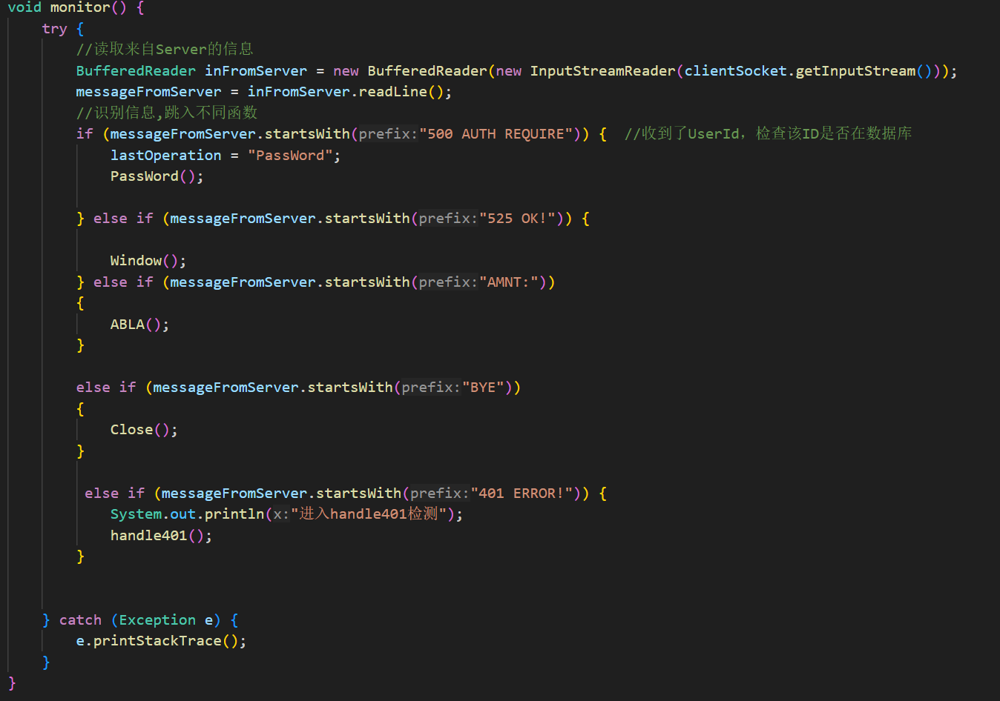 void monitor() {
try {
//读取来自Server的信息
BufferedReader inFromServer = new BufferedReader(new InputStreamReader(clientSocket.getInputStream()));
messageFromServer = inFromServer.readLine();
//识别信息,跳入不同函数
if (messageFromServer.startsWith(prefix:"500 AUTH REQUIRE")) {  //收到了UserId，检查该ID是否在数据库
lastOperation = "PassWord";
PassWord();
} else if (messageFromServer.startsWith(prefix:"525 OK!")) {
Window();
} else if (messageFromServer.startsWith(prefix:"AMNT:"))
{
ABLA();
}
else if (messageFromServer.startsWith(prefix:"BYE"))
{
Close();
}
else if (messageFromServer.startsWith(prefix:"401 ERROR!")) {
System.out.println(x:"进入handle401检测");
handle401();
}
} catch (Exception e) {
e.printStackTrace();
}
}